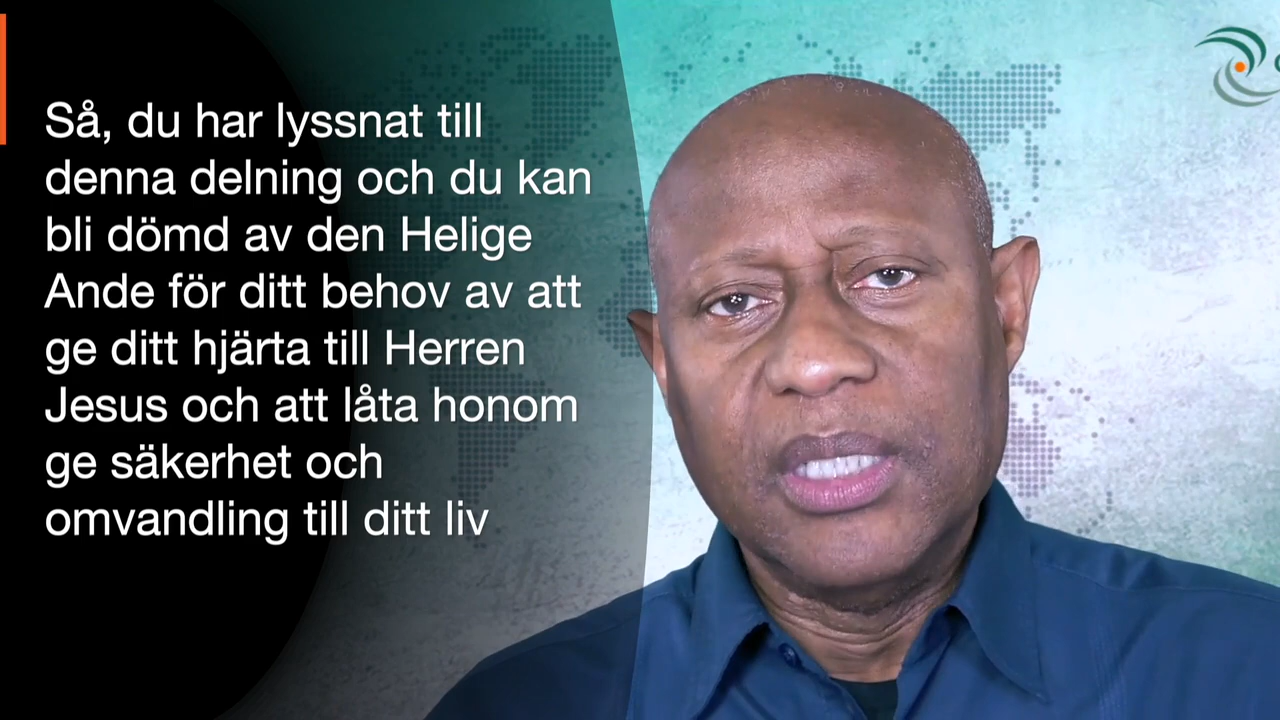 Så, du har lyssnat till
denna delning och du kan
bli dömd av den Helige
Ande för ditt behov av att
ge ditt hjärta till Herren
Jesus och att låta honom
ge säkerhet och
omvandling till ditt liv